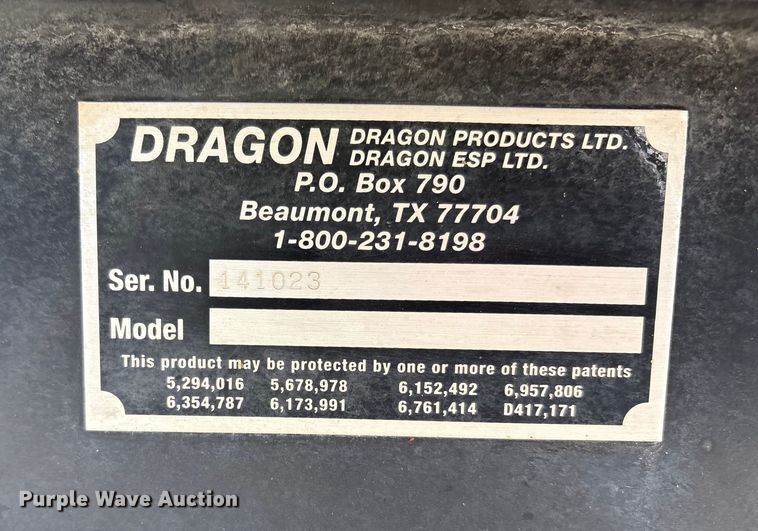 DRAGON DRAGON PRODUCTS LTD.
DRAGON ESP LTD.
P.O. Box 790
Beaumont, TX 77704
1-800-231-8198
Ser. No. 141023
Model
This product may be protected by one or more of these patents
5,294,016 5,678,978 6,152,492 6,957,806
6,354,787 6,173,991 6,761,414 D417,171
Purple Wave Auction